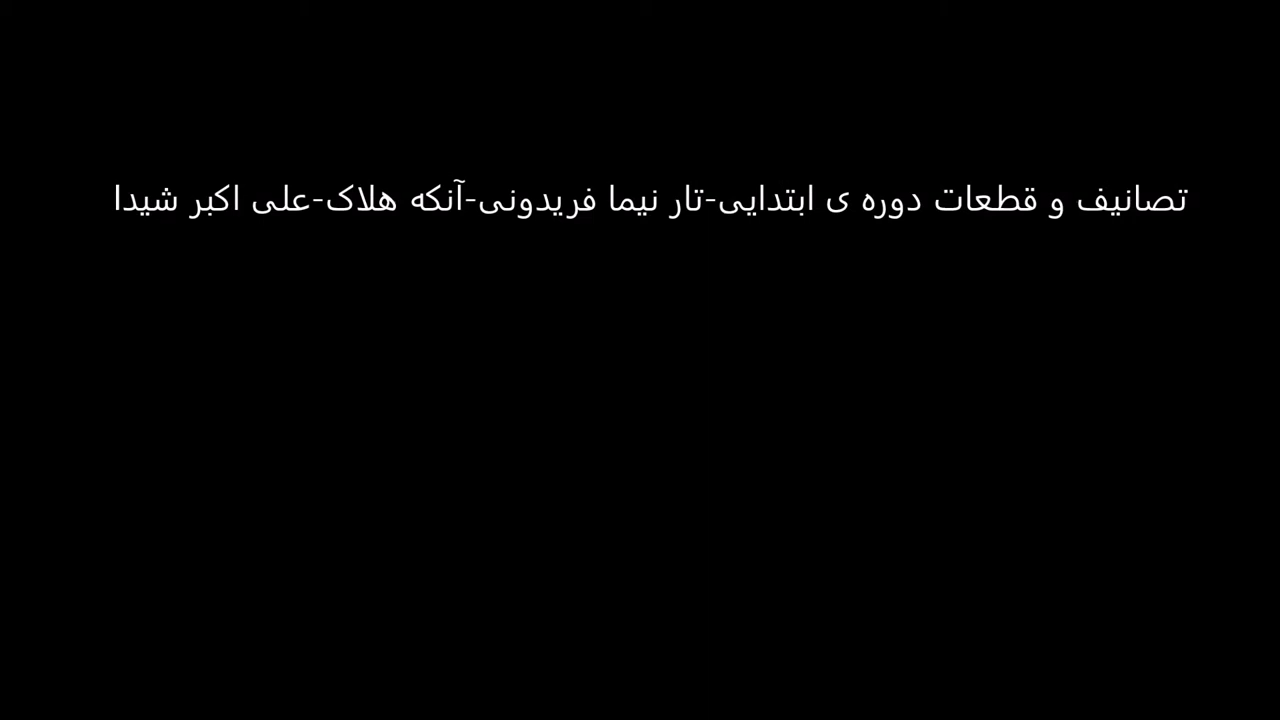 تصانیف و قطعات دوره ی ابتدایی-تار نیما فریدونی-آنکه هلاک-علی اکبر شیدا